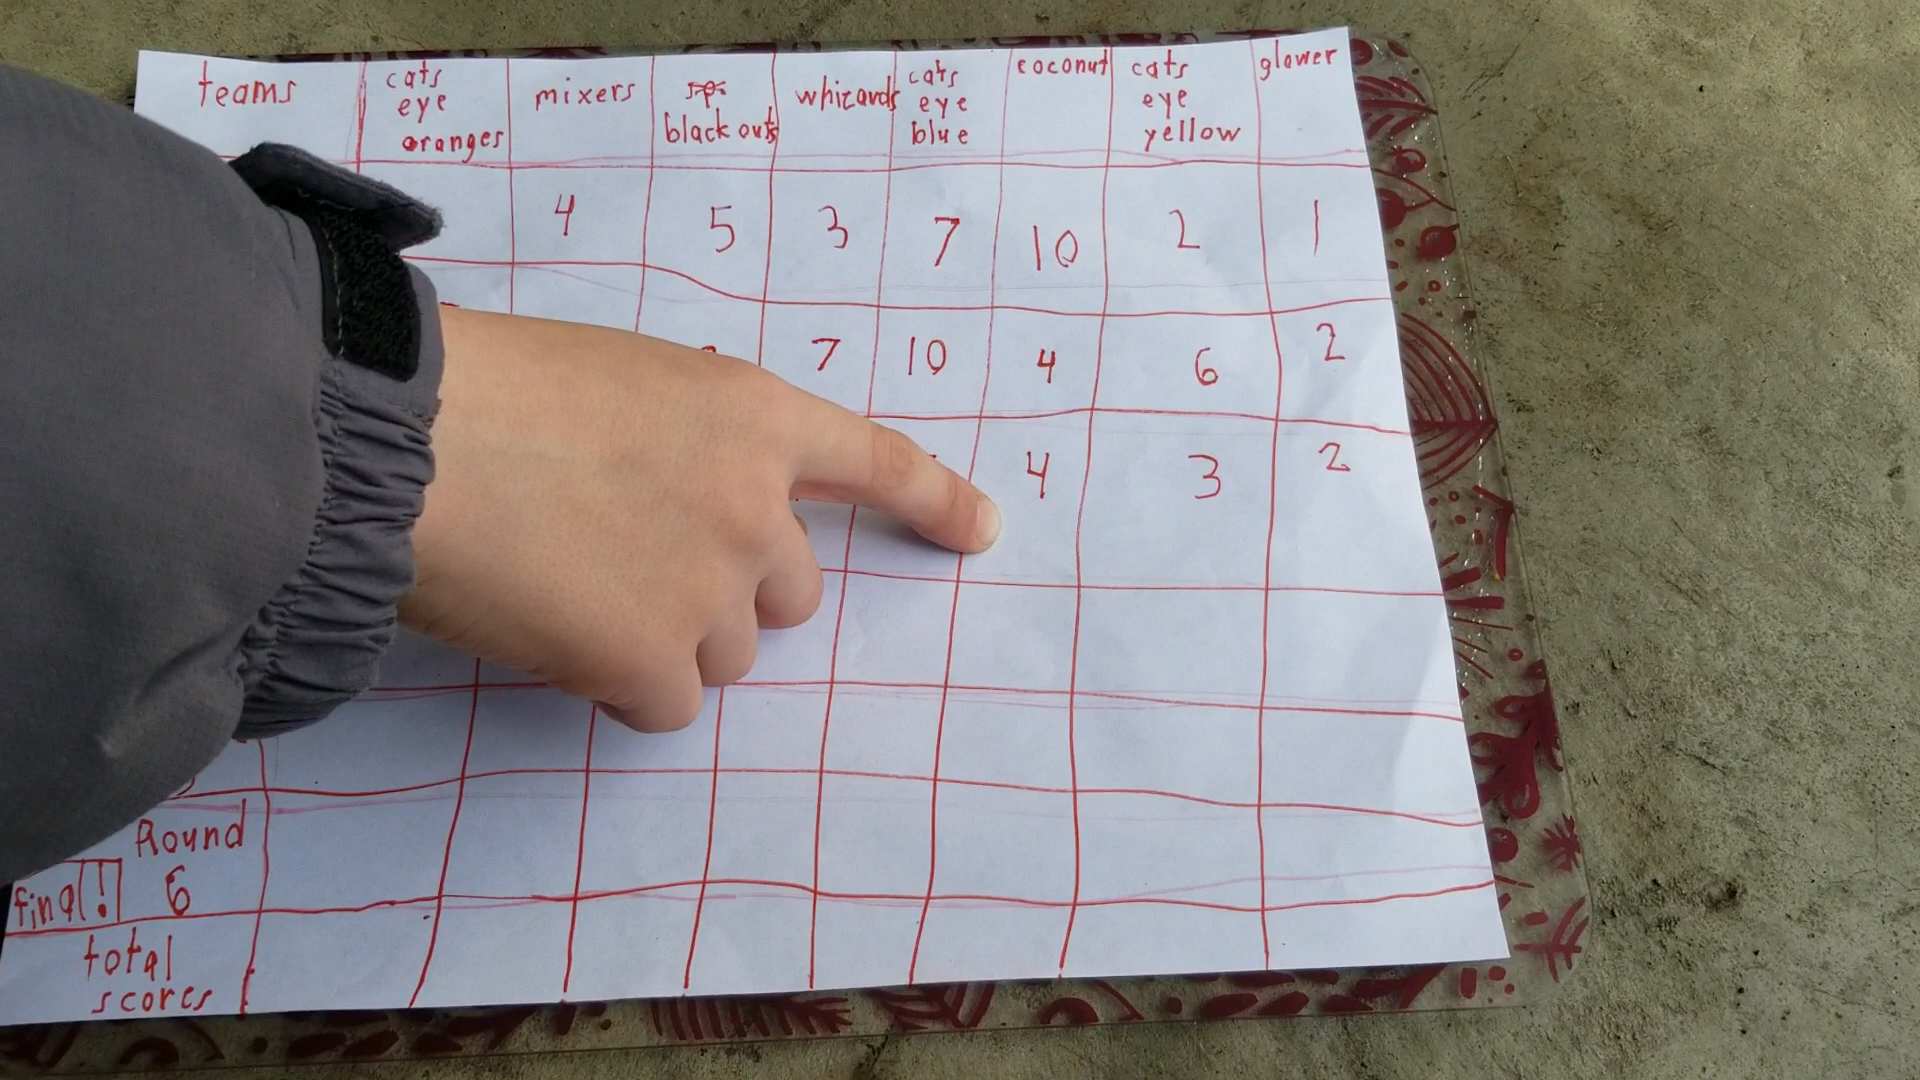 teams cats eye oranges mixers black outs whizards cats eye blue coconut cats eye yellow glower
4 5 3 7 10 2 1
7 10 4 6 2
4 3 2
Round
final! 6
total
scores